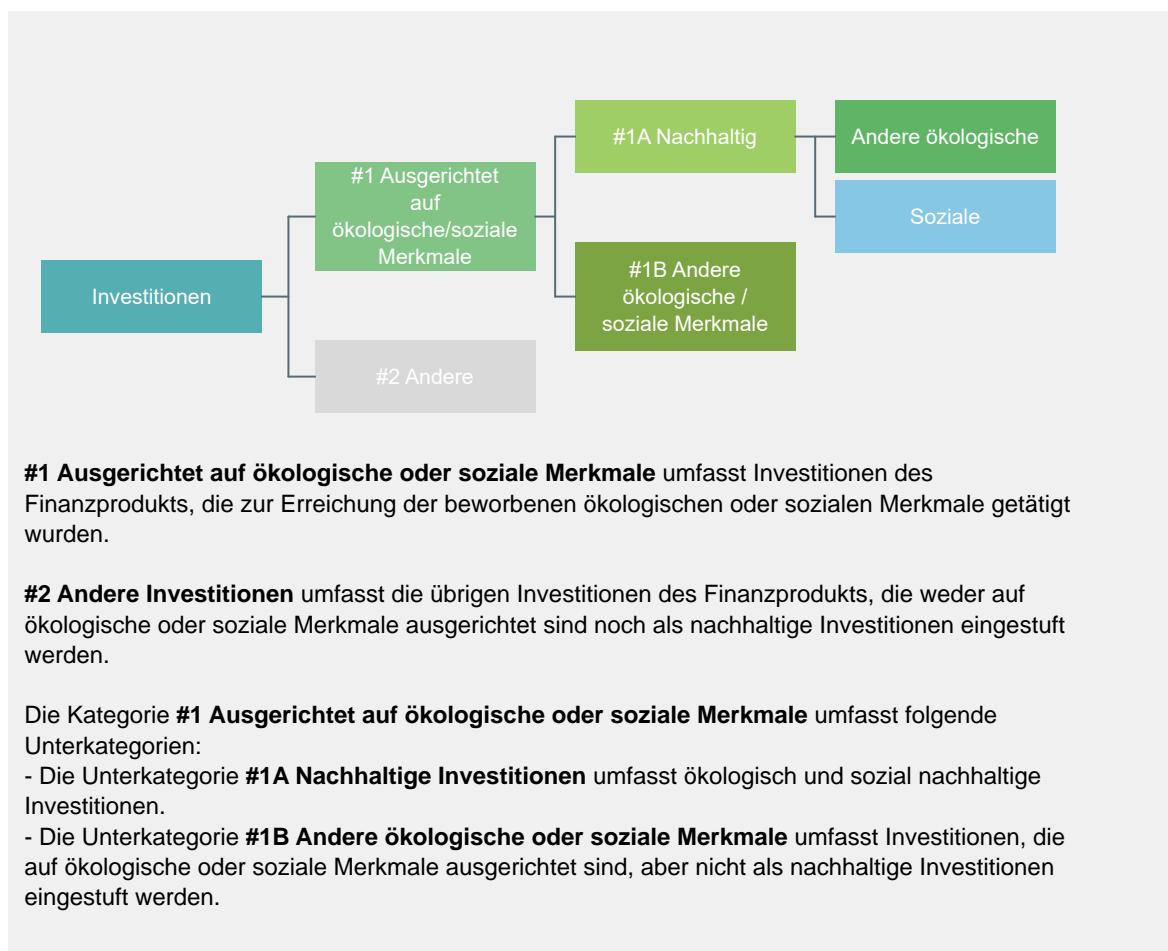 #1A Nachhaltig
Andere ökologische
#1 Ausgerichtet
auf
ökologische/soziale
Merkmale
Soziale
Investitionen
#1B Andere
ökologische /
soziale Merkmale
#2 Andere
#1 Ausgerichtet auf ökologische oder soziale Merkmale umfasst Investitionen des
Finanzprodukts, die zur Erreichung der beworbenen ökologischen oder sozialen Merkmale getätigt
wurden.
#2 Andere Investitionen umfasst die übrigen Investitionen des Finanzprodukts, die weder auf
ökologische oder soziale Merkmale ausgerichtet sind noch als nachhaltige Investitionen eingestuft
werden.
Die Kategorie #1 Ausgerichtet auf ökologische oder soziale Merkmale umfasst folgende
Unterkategorien:
- Die Unterkategorie #1A Nachhaltige Investitionen umfasst ökologisch und sozial nachhaltige
Investitionen.
- Die Unterkategorie #1B Andere ökologische oder soziale Merkmale umfasst Investitionen, die
auf ökologische oder soziale Merkmale ausgerichtet sind, aber nicht als nachhaltige Investitionen
eingestuft werden.